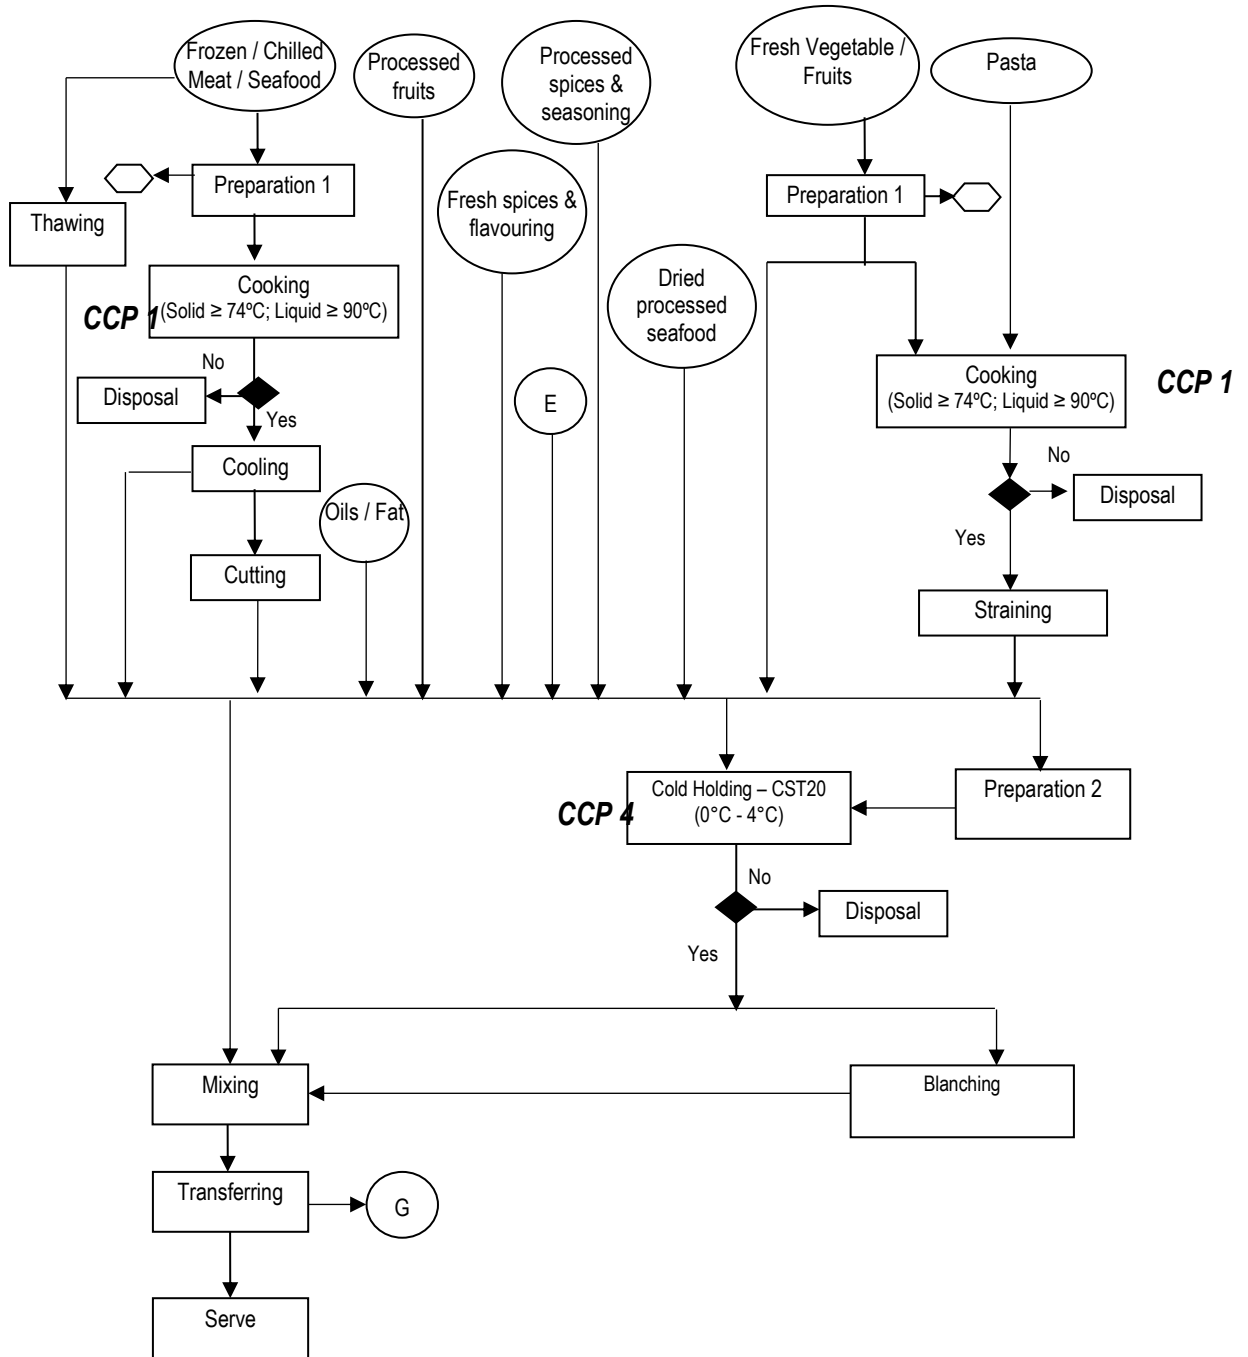 Frozen / Chilled
Meat / Seafood
Processed
fruits
Processed
spices &
seasoning
Fresh Vegetable /
Fruits
Pasta
Preparation 1
Preparation 1
Thawing
Fresh spices &
flavouring
Dried
processed
seafood
Cooking
(Solid ≥ 74ºC; Liquid ≥ 90ºC)
CCP 1
Cooking
(Solid ≥ 74ºC; Liquid ≥ 90ºC)
CCP 1
No
Disposal
Yes
E
No
Disposal
Yes
Cooling
Oils / Fat
Cutting
Straining
Cold Holding – CST20
(0°C - 4°C)
CCP 4
Preparation 2
No
Disposal
Yes
Mixing
Blanching
Transferring
G
Serve